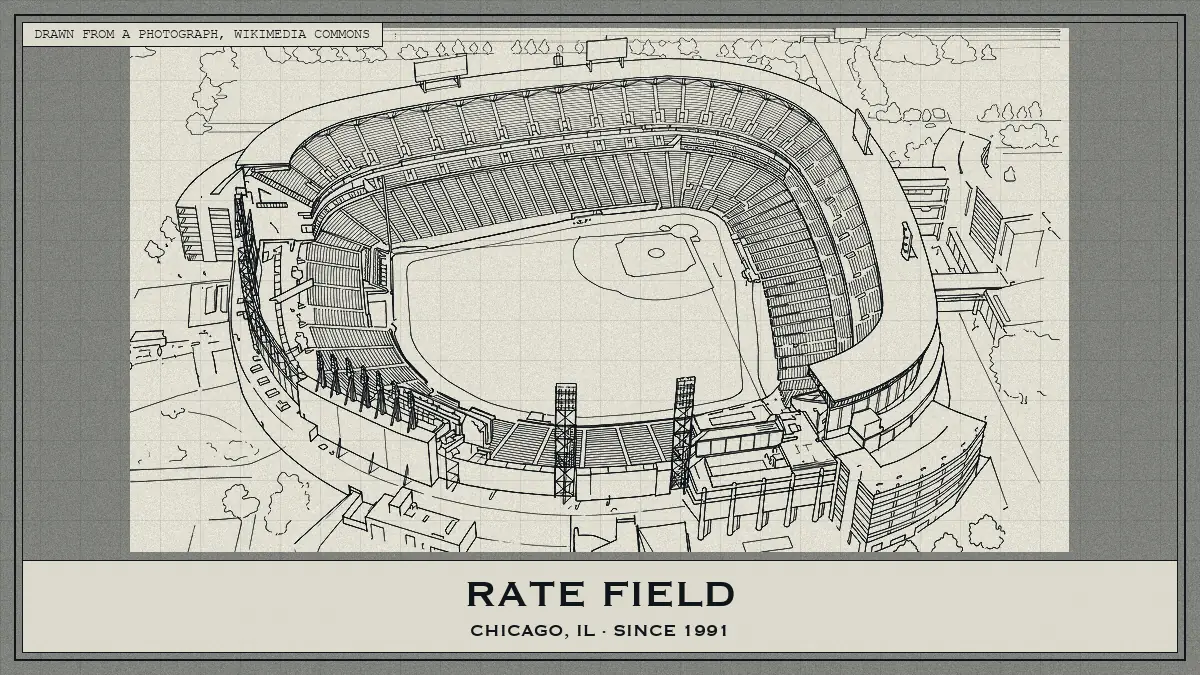 DRAWN FROM A PHOTOGRAPH, WIKIMEDIA COMMONS
RATE FIELD
CHICAGO, IL · SINCE 1991